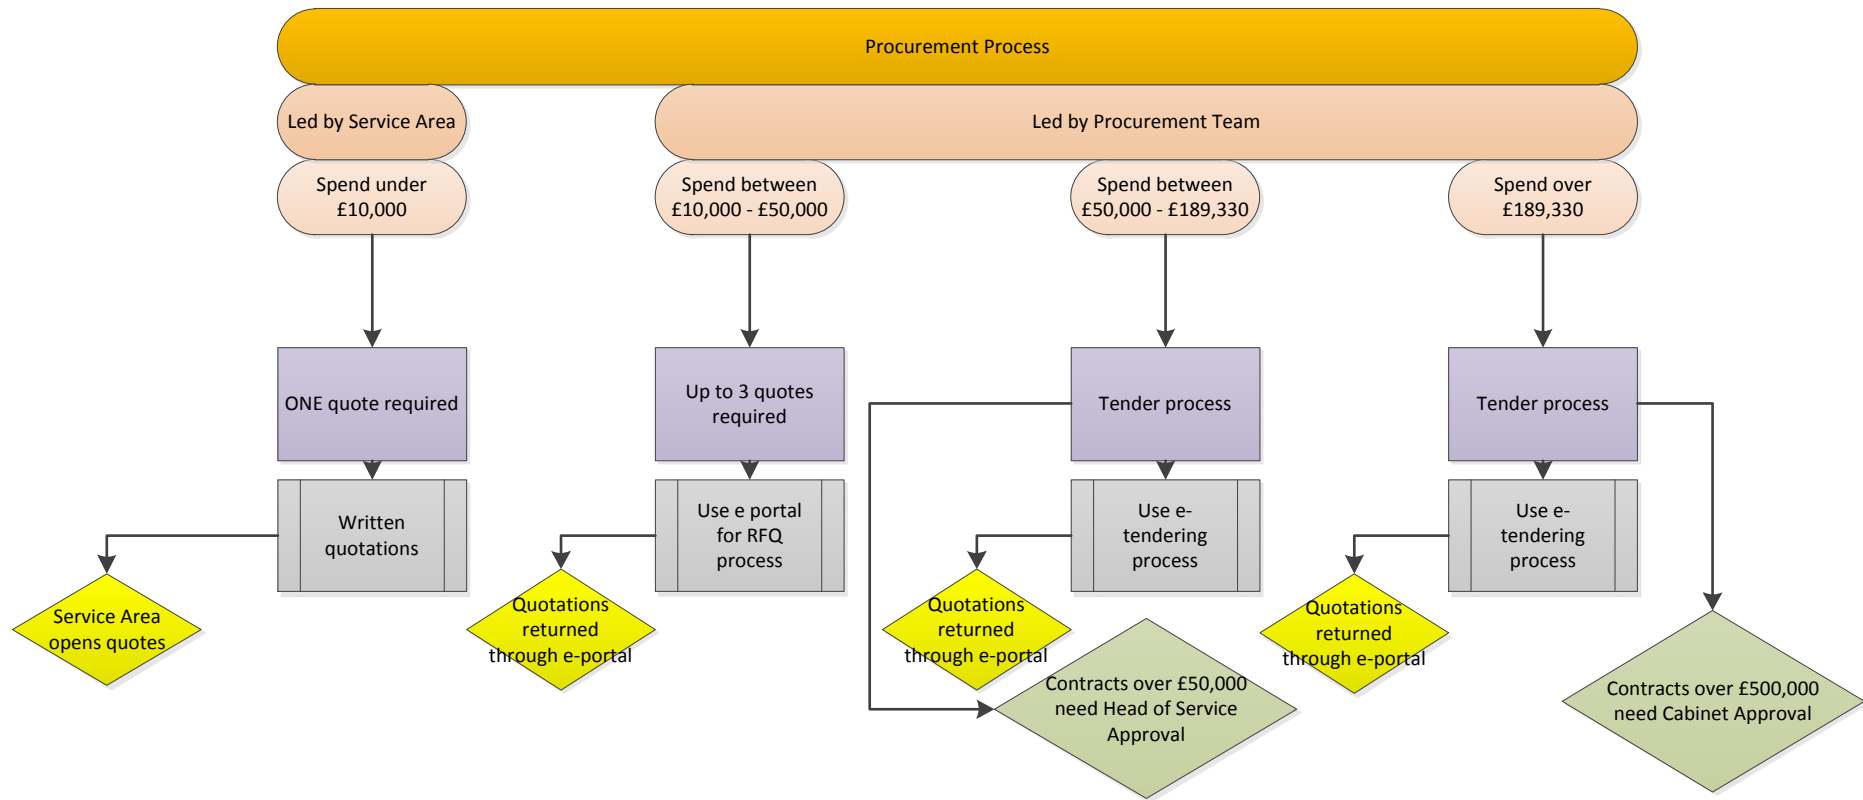 Procurement Process
Led by Service Area
Led by Procurement Team
Spend under
£10,000
Spend between
£10,000 - £50,000
Spend between
£50,000 - £189,330
Spend over
£189,330
ONE quote required
Up to 3 quotes
required
Tender process
Tender process
Written
quotations
Use e portal
for RFQ
process
Use e-
tendering
process
Use e-
tendering
process
Service Area
opens quotes
Quotations
returned
through e-portal
Quotations
returned
through e-portal
Quotations
returned
through e-portal
Contracts over £50,000
need Head of Service
Approval
Contracts over £500,000
need Cabinet Approval